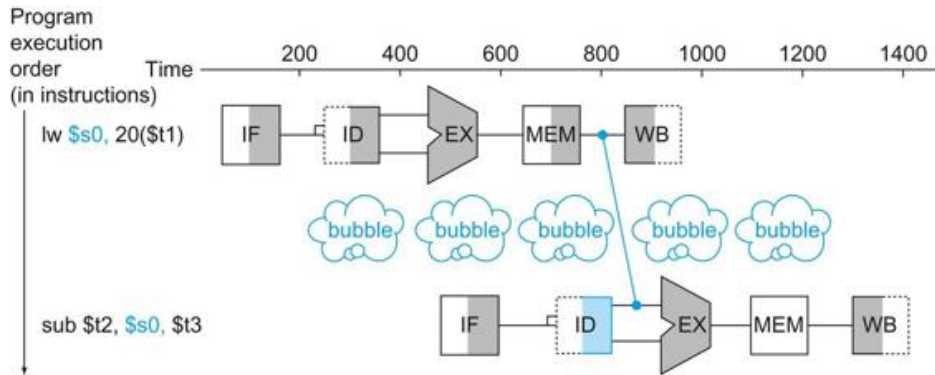 Program
execution
order
(in instructions)
Time
200 400 600 800 1000 1200 1400
lw $s0, 20($t1)
IF ID EX MEM WB
bubble bubble bubble bubble bubble
sub $t2, $s0, $t3
IF ID EX MEM WB